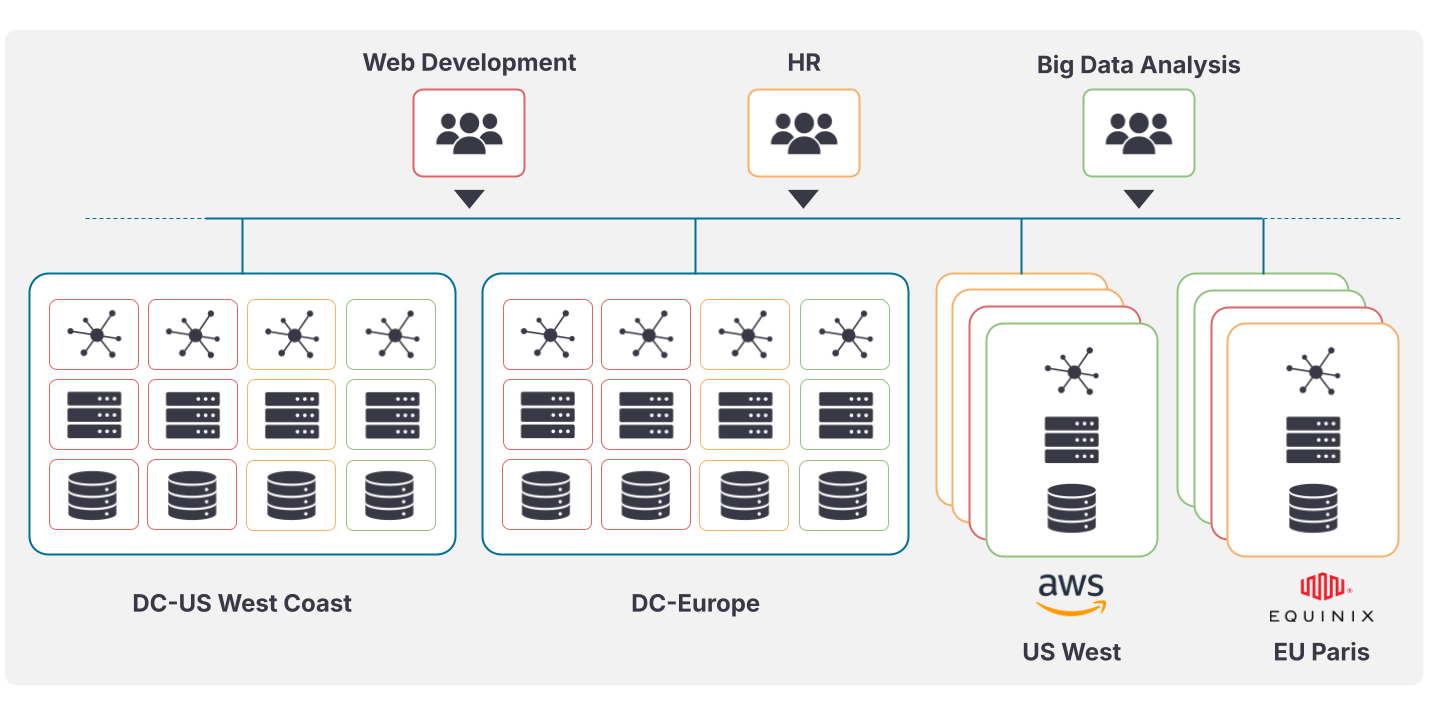 Web Development
HR
Big Data Analysis
DC-US West Coast
DC-Europe
aws
US West
EQUINIX
EU Paris